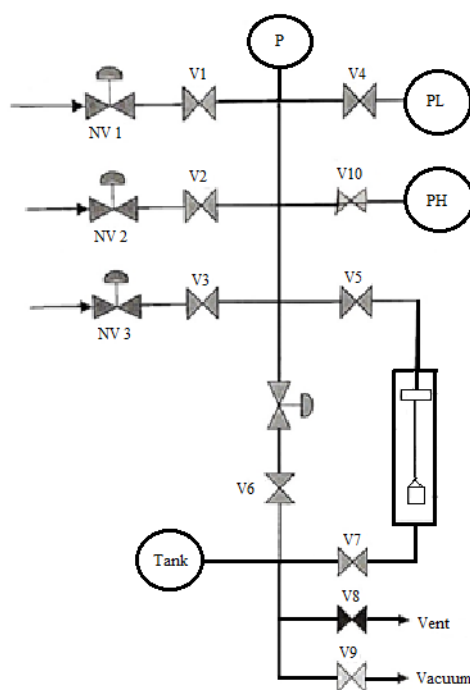 P
V1
V4
NV 1
PL
V2
V10
NV 2
PH
V3
V5
NV 3
V6
Tank
V7
V8
Vent
V9
Vacuum